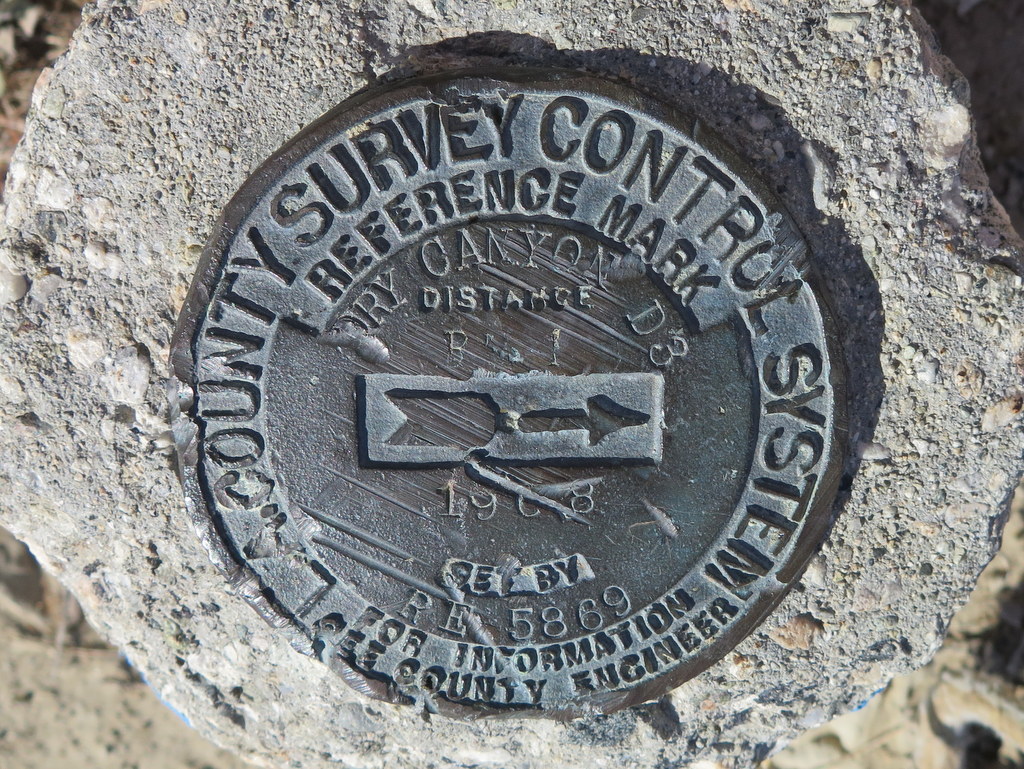 COUNTY SURVEY CONTROL SYSTEM
REFERENCE MARK
DRY CANYON D3
DISTANCE
1968
SET BY
RE 5869
FOR INFORMATION
SEE COUNTY ENGINEER